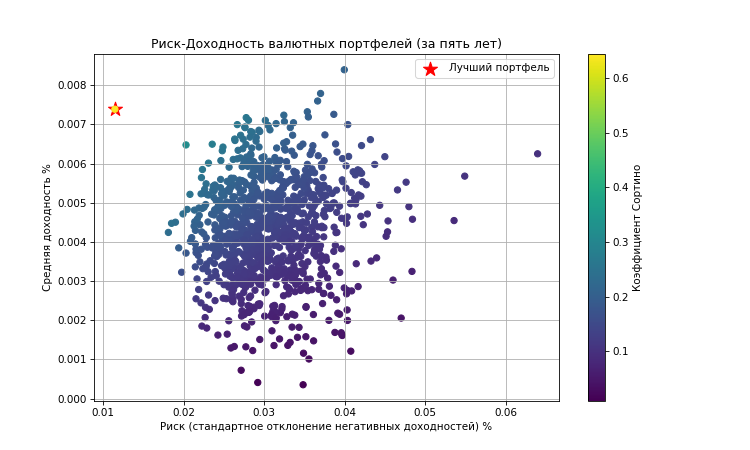 Риск-Доходность валютных портфелей (за пять лет)
Лучший портфель
Средняя доходность %
0.008
0.007
0.006
0.005
0.004
0.003
0.002
0.001
0.000
0.01 0.02 0.03 0.04 0.05 0.06
Риск (стандартное отклонение негативных доходностей) %
0.6
0.5
0.4
0.3
0.2
0.1
Коэффициент Сортино